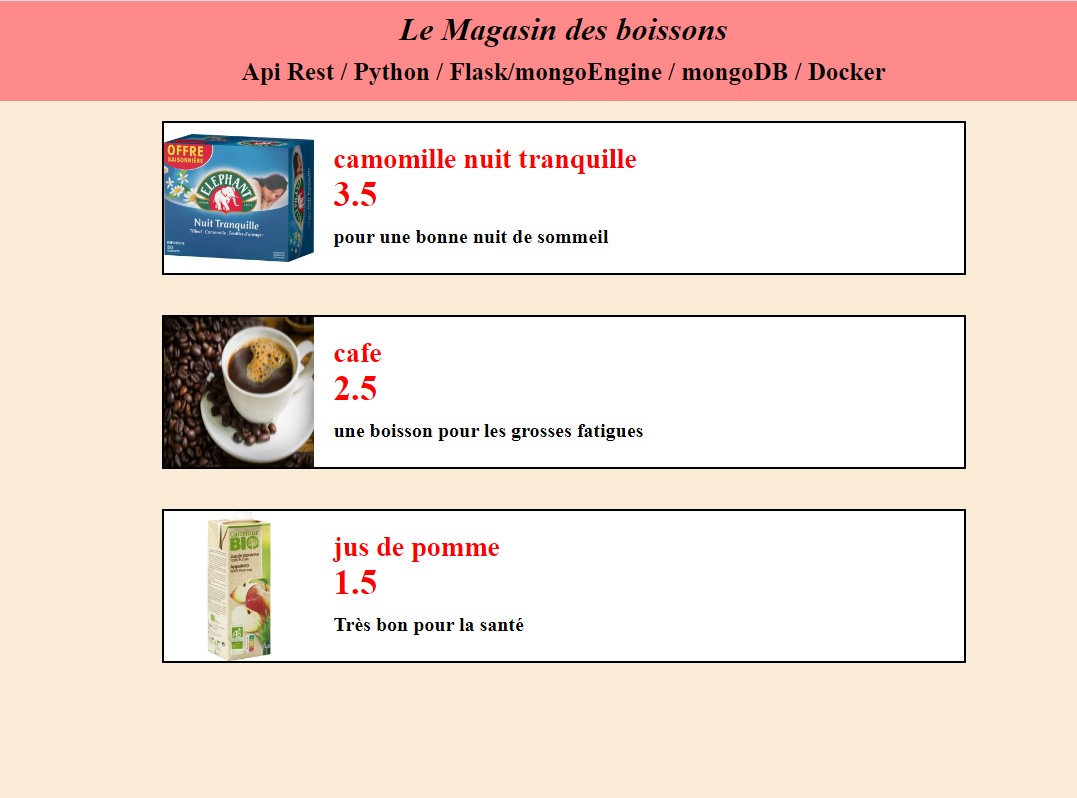 Le Magasin des boissons
Api Rest / Python / Flask/mongoEngine / mongoDB / Docker
OFFRE
SAISONNIÈRE
ELEPHANT
Nuit Tranquille
camomille nuit tranquille
3.5
pour une bonne nuit de sommeil
cafe
2.5
une boisson pour les grosses fatigues
Carrefour
BIO
jus de pomme
1.5
Très bon pour la santé